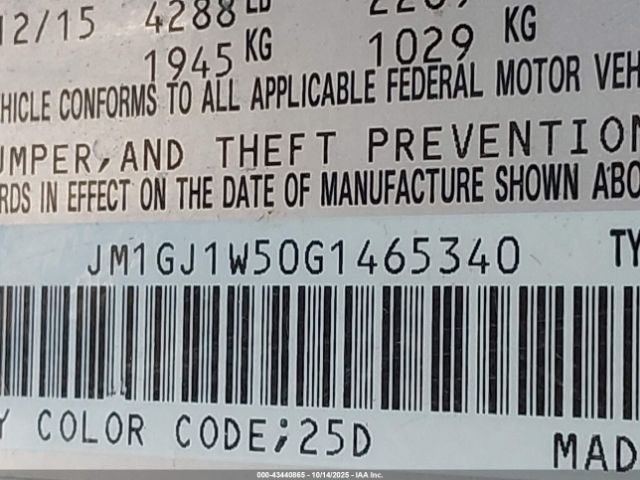 12/15 4288 LB
1945 KG 1029 KG
VEHICLE CONFORMS TO ALL APPLICABLE FEDERAL MOTOR VEH
UMPER, AND THEFT PREVENTION
RDS IN EFFECT ON THE DATE OF MANUFACTURE SHOWN ABO
JM1GJ1W50G1465340 TY
Y COLOR CODE;25D MAD
000-43440865 - 10/14/2025 - IAA Inc.